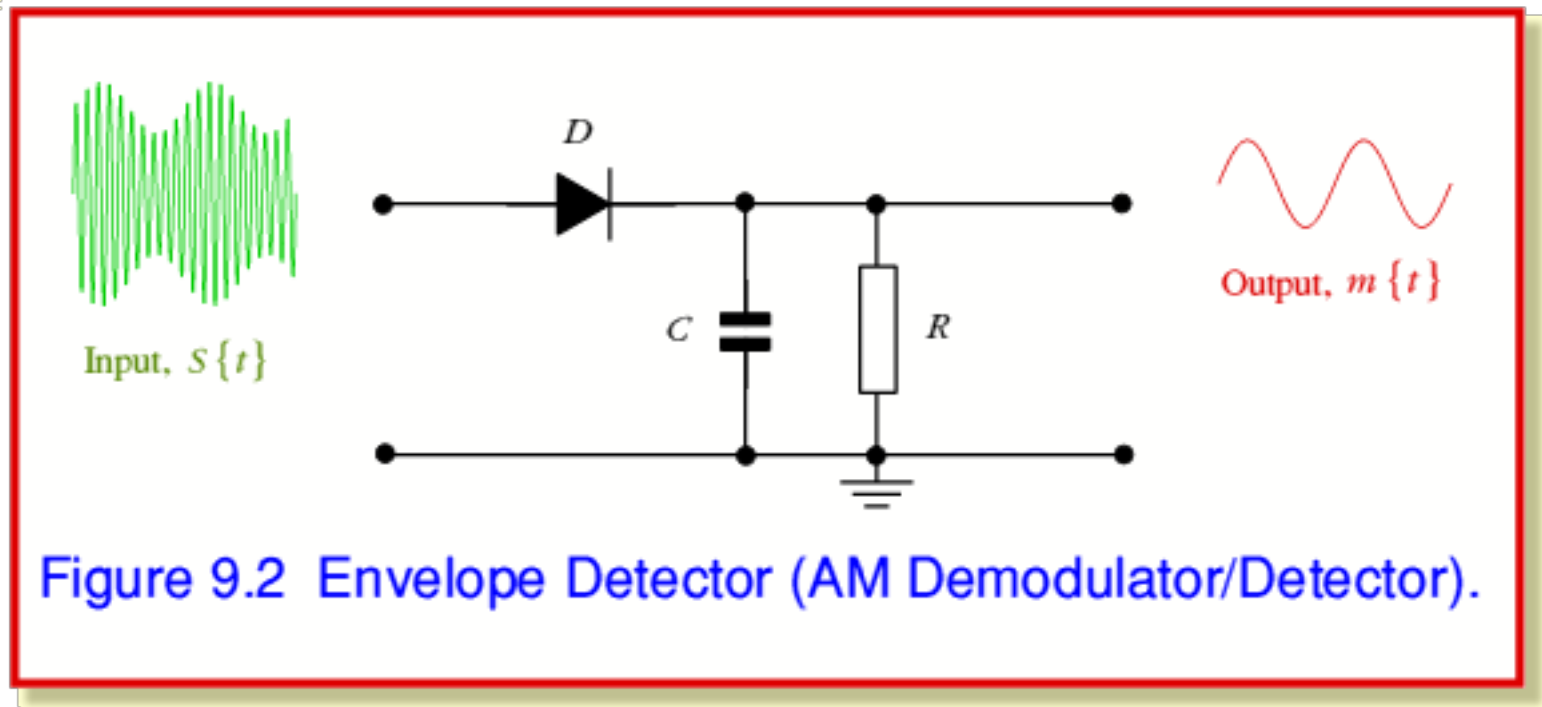 D
C
R
Input, S{t}
Output, m{t}
Figure 9.2 Envelope Detector (AM Demodulator/Detector).